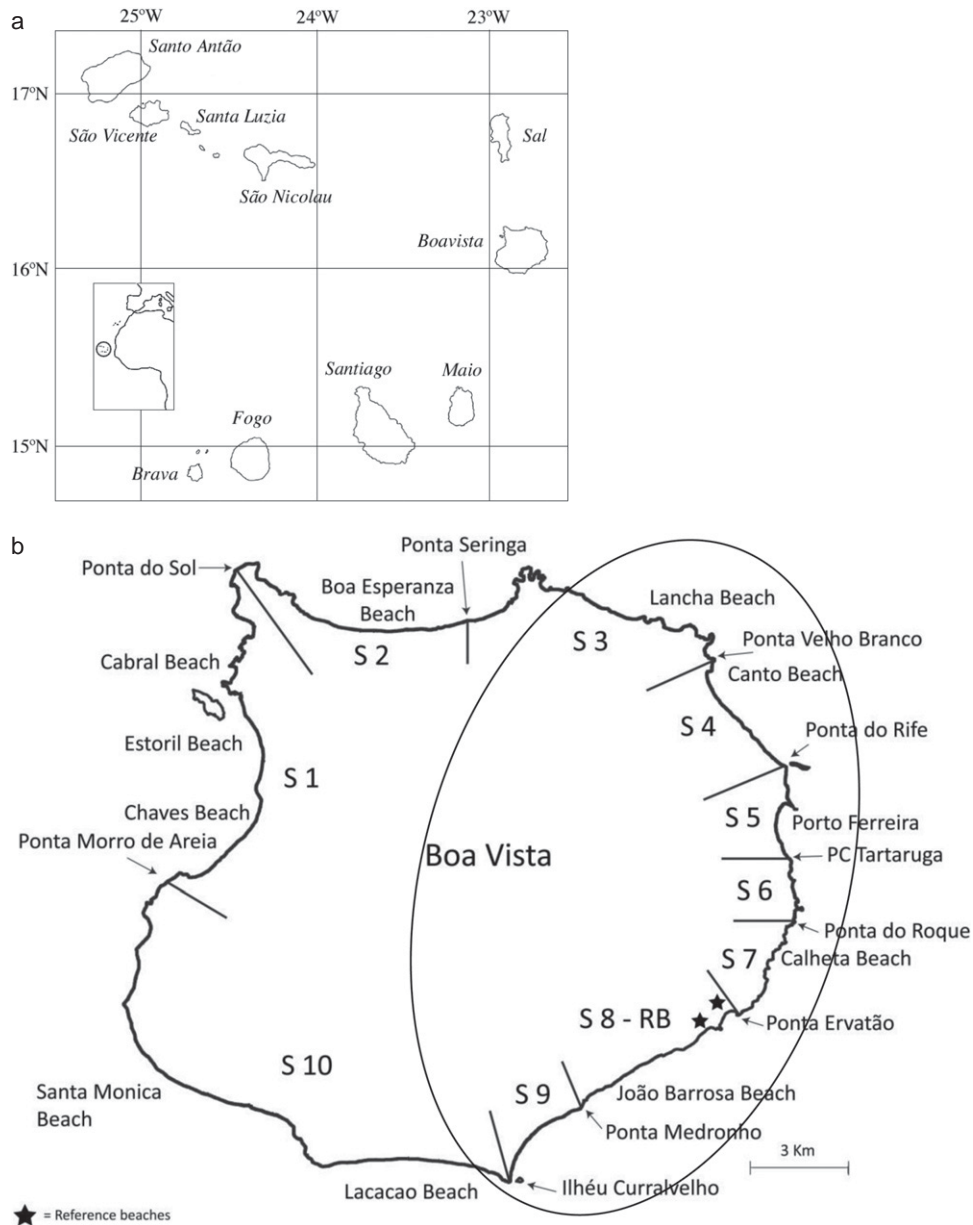 a
25ºW
24ºW
23ºW
Santo Antão
17ºN
Santa Luzia
São Vicente
Sal
São Nicolau
Boavista
16ºN
Santiago
Maio
Fogo
15ºN
Brava
b
Ponta Seringa
Ponta do Sol
Boa Esperanza
Beach
Lancha Beach
S 2
S 3
Ponta Velho Branco
Cabral Beach
Canto Beach
S 4
Ponta do Rife
Estoril Beach
S 1
Chaves Beach
S 5
Porto Ferreira
Ponta Morro de Areia
Boa Vista
PC Tartaruga
S 6
Ponta do Roque
S 7
Calheta Beach
S 8 - RB
Ponta Ervatão
S 10
Santa Monica
Beach
S 9
João Barrosa Beach
Ponta Medronho
3 Km
Lacacao Beach
Ilhéu Curralvelho
= Reference beaches